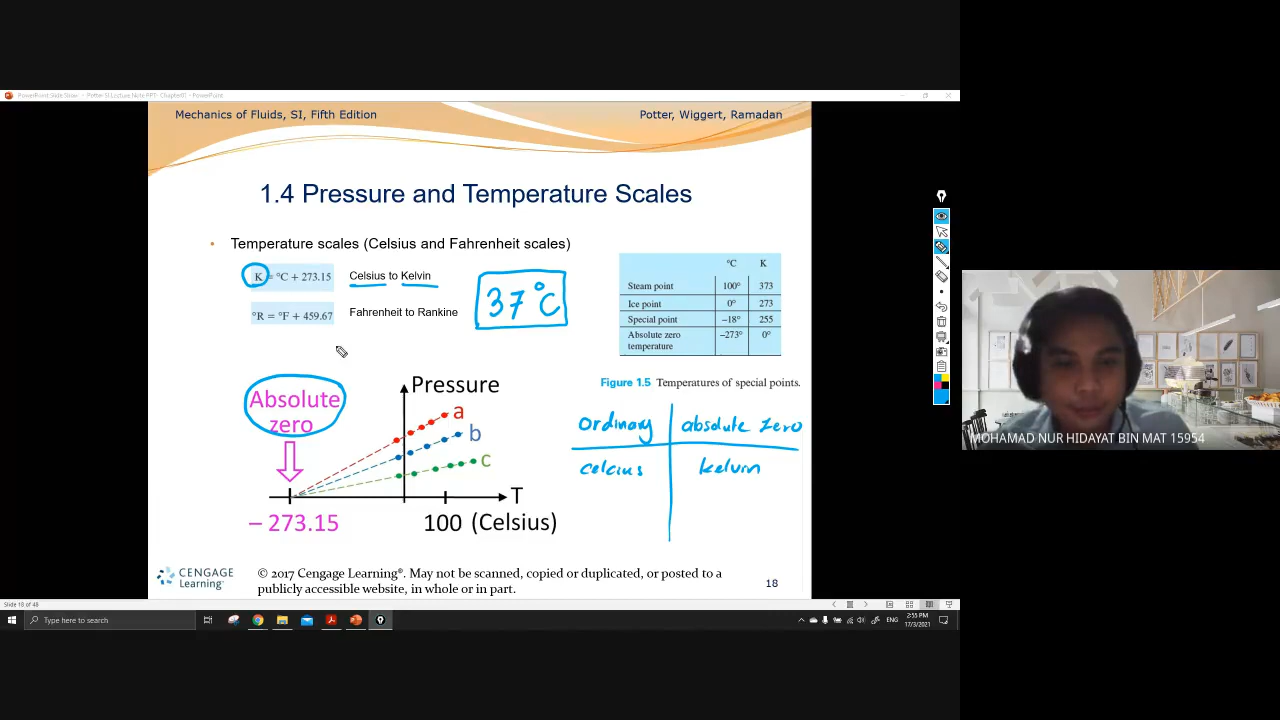 PowerPoint Slide Show - Potter SI Lecture Note PPT- Chapter01 - PowerPoint
Mechanics of Fluids, SI, Fifth Edition
Potter, Wiggert, Ramadan
1.4 Pressure and Temperature Scales
• Temperature scales (Celsius and Fahrenheit scales)
K = °C + 273.15
Celsius to Kelvin
°R = °F + 459.67
Fahrenheit to Rankine
37°C
°C K
Steam point 100° 373
Ice point 0° 273
Special point –18° 255
Absolute zero temperature –273° 0°
Figure 1.5 Temperatures of special points.
Absolute
zero
– 273.15
Pressure
a
b
c
T
100 (Celsius)
ordinary absolute zero
celcius kelvin
CENGAGE
Learning®
© 2017 Cengage Learning®. May not be scanned, copied or duplicated, or posted to a
publicly accessible website, in whole or in part.
18
Slide 18 of 48
Type here to search
ENG
2:55 PM
17/3/2021
MOHAMAD NUR HIDAYAT BIN MAT 15954